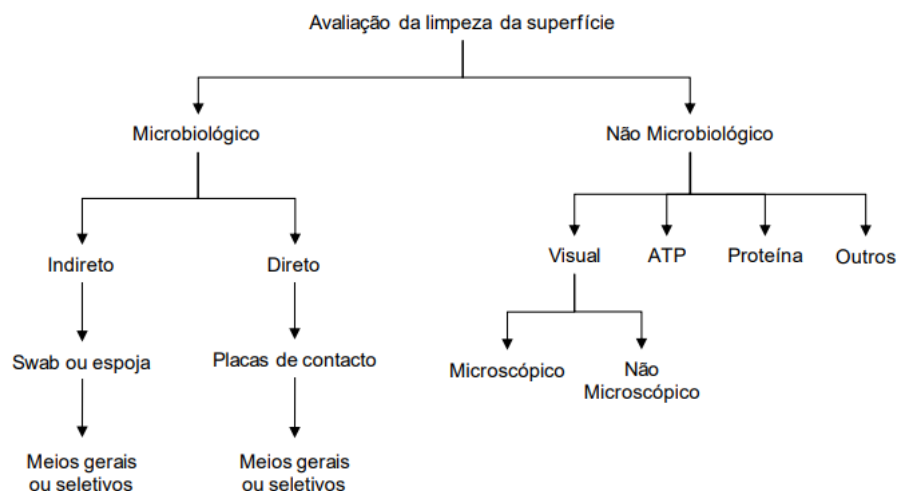 Avaliação da limpeza da superfície
Microbiológico
Não Microbiológico
Indireto
Direto
Visual
ATP
Proteína
Outros
Swab ou espoja
Placas de contacto
Microscópico
Não
Microscópico
Meios gerais
ou seletivos
Meios gerais
ou seletivos